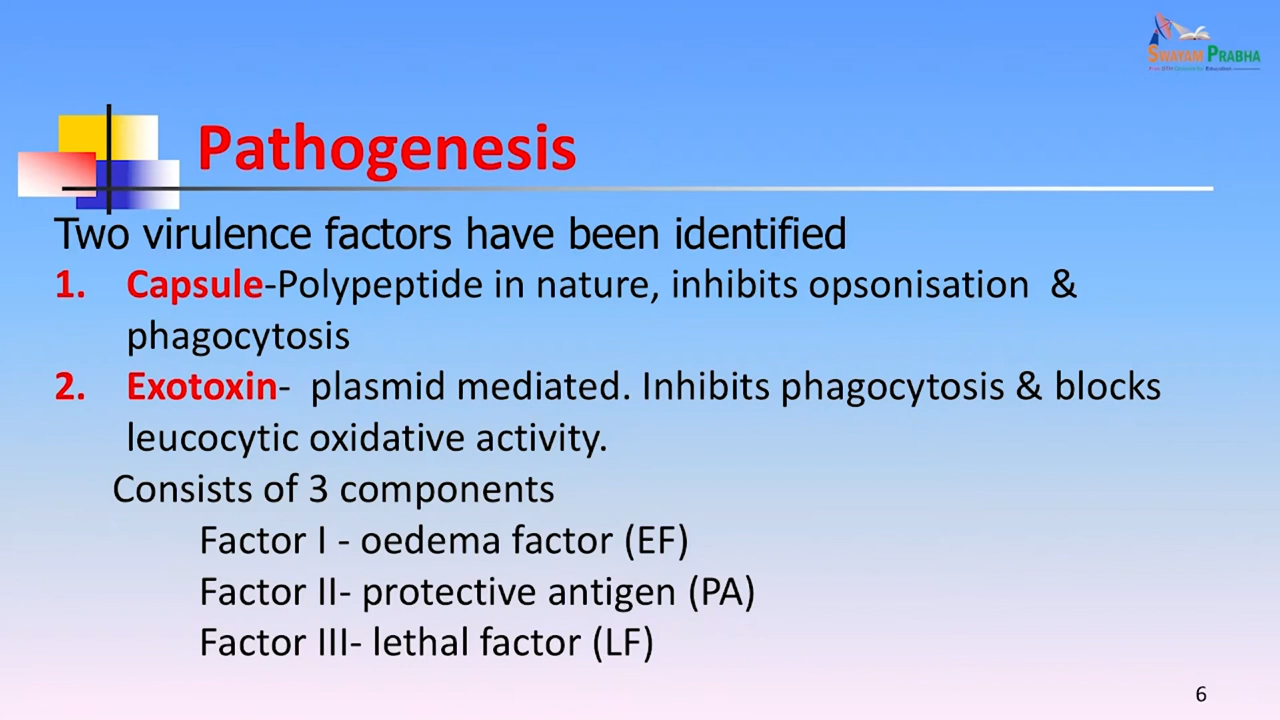 SWAYAM PRABHA
Pathogenesis
Two virulence factors have been identified
1. Capsule-Polypeptide in nature, inhibits opsonisation &
phagocytosis
2. Exotoxin- plasmid mediated. Inhibits phagocytosis & blocks
leucocytic oxidative activity.
Consists of 3 components
Factor I - oedema factor (EF)
Factor II- protective antigen (PA)
Factor III- lethal factor (LF)
6